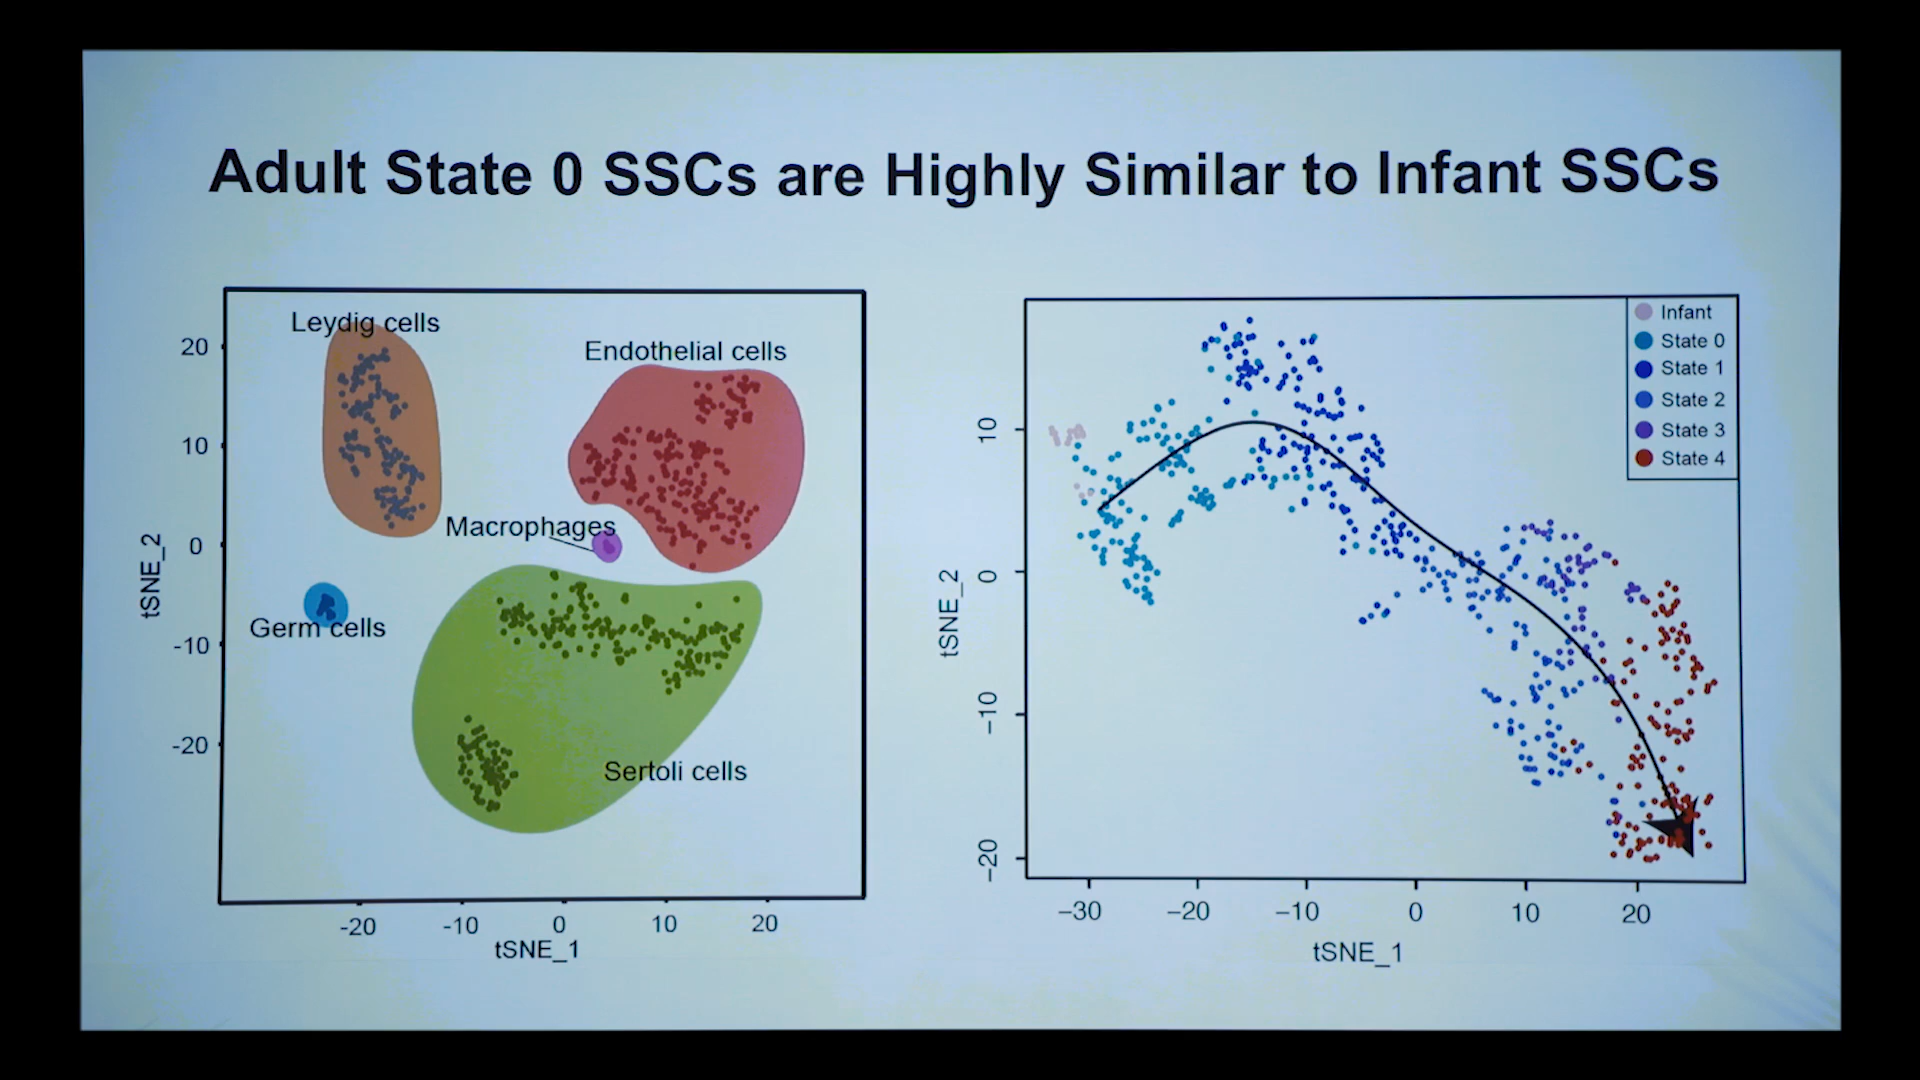 Adult State 0 SSCs are Highly Similar to Infant SSCs
Leydig cells
Endothelial cells
Macrophages
Germ cells
Sertoli cells
20
10
0
-10
-20
tSNE_2
-20
-10
0
10
20
tSNE_1
Infant
State 0
State 1
State 2
State 3
State 4
10
0
−10
−20
tSNE_2
−30
−20
−10
0
10
20
tSNE_1